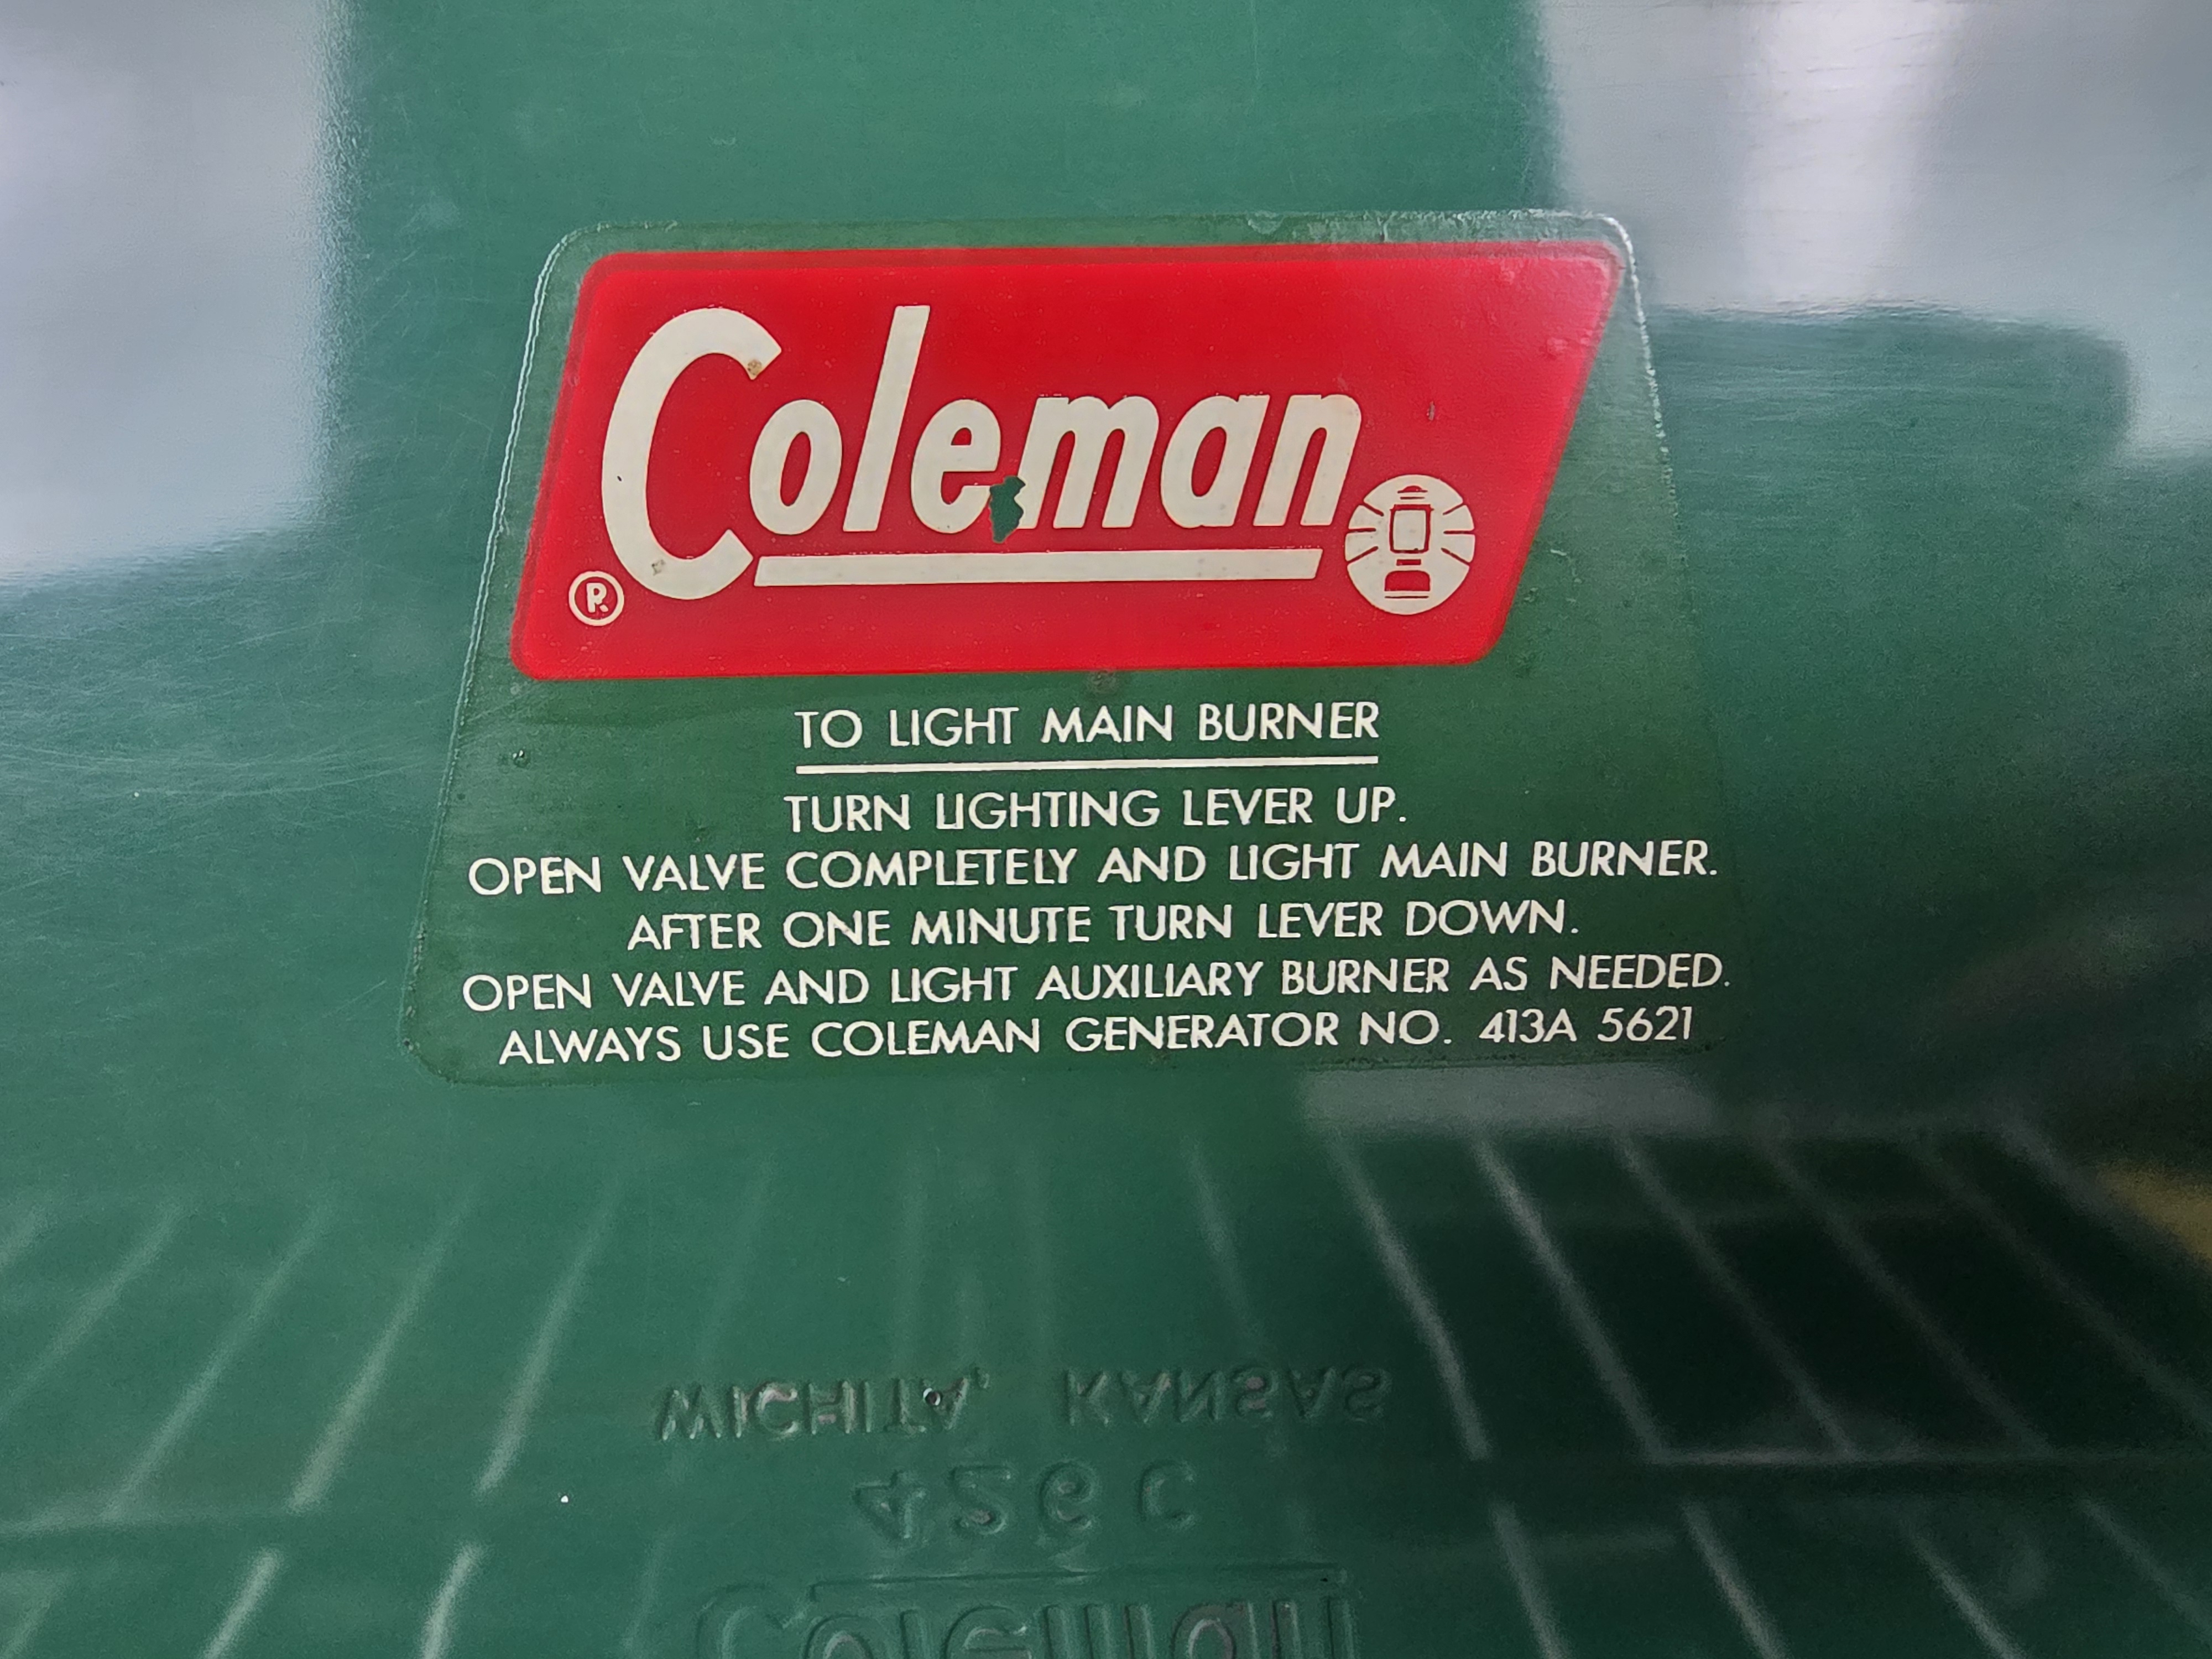 Coleman
®
TO LIGHT MAIN BURNER
TURN LIGHTING LEVER UP.
OPEN VALVE COMPLETELY AND LIGHT MAIN BURNER.
AFTER ONE MINUTE TURN LEVER DOWN.
OPEN VALVE AND LIGHT AUXILIARY BURNER AS NEEDED.
ALWAYS USE COLEMAN GENERATOR NO. 413A 5621
WICHITA, KANSAS
426 C
Coleman